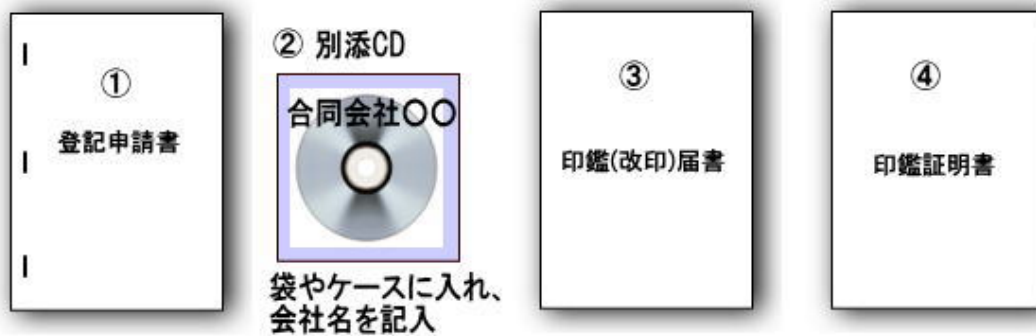 ①
登記申請書
② 別添CD
合同会社〇〇
袋やケースに入れ、
会社名を記入
③
印鑑(改印)届書
④
印鑑証明書